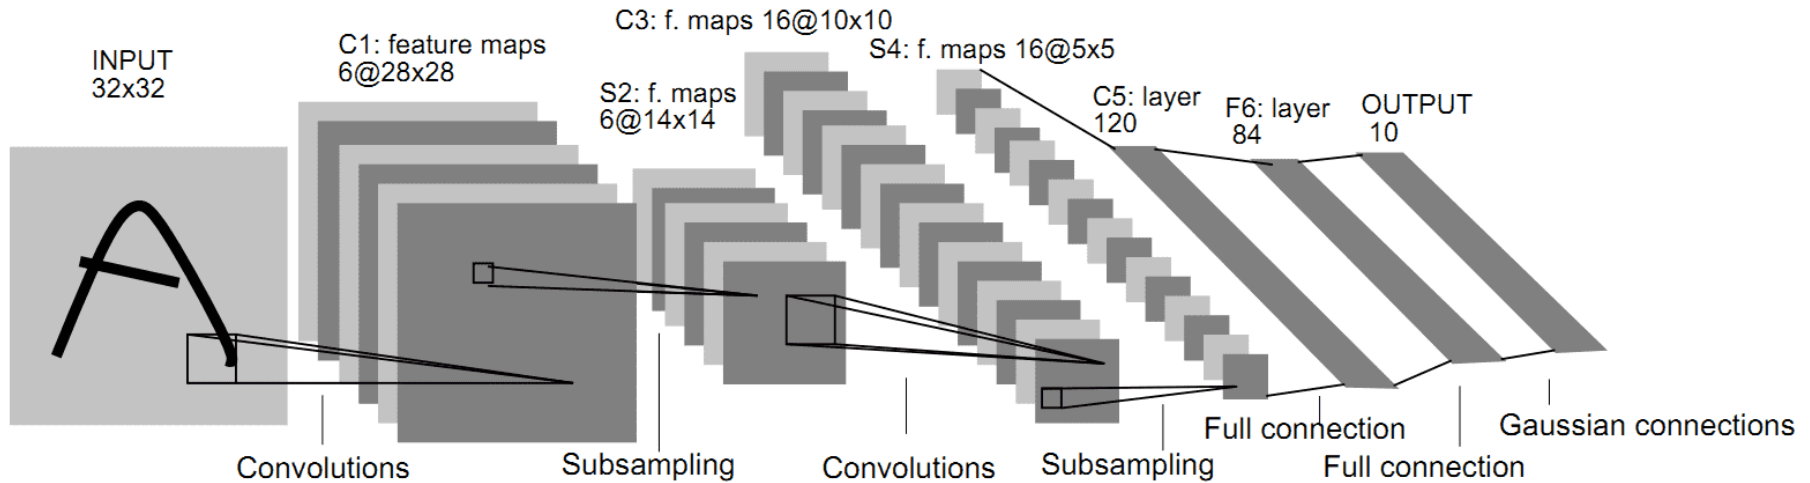 INPUT
32x32
C1: feature maps
6@28x28
S2: f. maps
6@14x14
C3: f. maps 16@10x10
S4: f. maps 16@5x5
C5: layer
120
F6: layer
84
OUTPUT
10
Convolutions
Subsampling
Convolutions
Subsampling
Full connection
Full connection
Gaussian connections
A